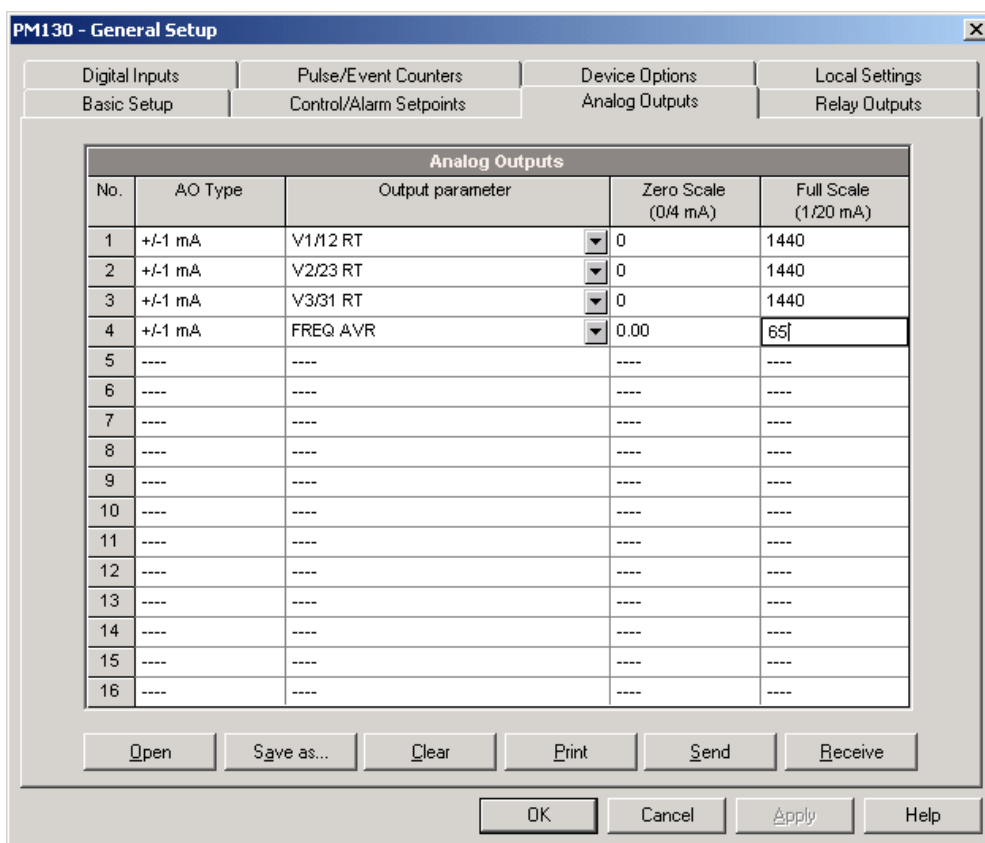 PM130 - General Setup
Digital Inputs Pulse/Event Counters Device Options Local Settings
Basic Setup Control/Alarm Setpoints Analog Outputs Relay Outputs
Analog Outputs
No. AO Type Output parameter Zero Scale (0/4 mA) Full Scale (1/20 mA)
1 +/-1 mA V1/12 RT 0 1440
2 +/-1 mA V2/23 RT 0 1440
3 +/-1 mA V3/31 RT 0 1440
4 +/-1 mA FREQ AVR 0.00 65
5 ---- ---- ---- ----
6 ---- ---- ---- ----
7 ---- ---- ---- ----
8 ---- ---- ---- ----
9 ---- ---- ---- ----
10 ---- ---- ---- ----
11 ---- ---- ---- ----
12 ---- ---- ---- ----
13 ---- ---- ---- ----
14 ---- ---- ---- ----
15 ---- ---- ---- ----
16 ---- ---- ---- ----
Open Save as... Clear Print Send Receive
OK Cancel Apply Help